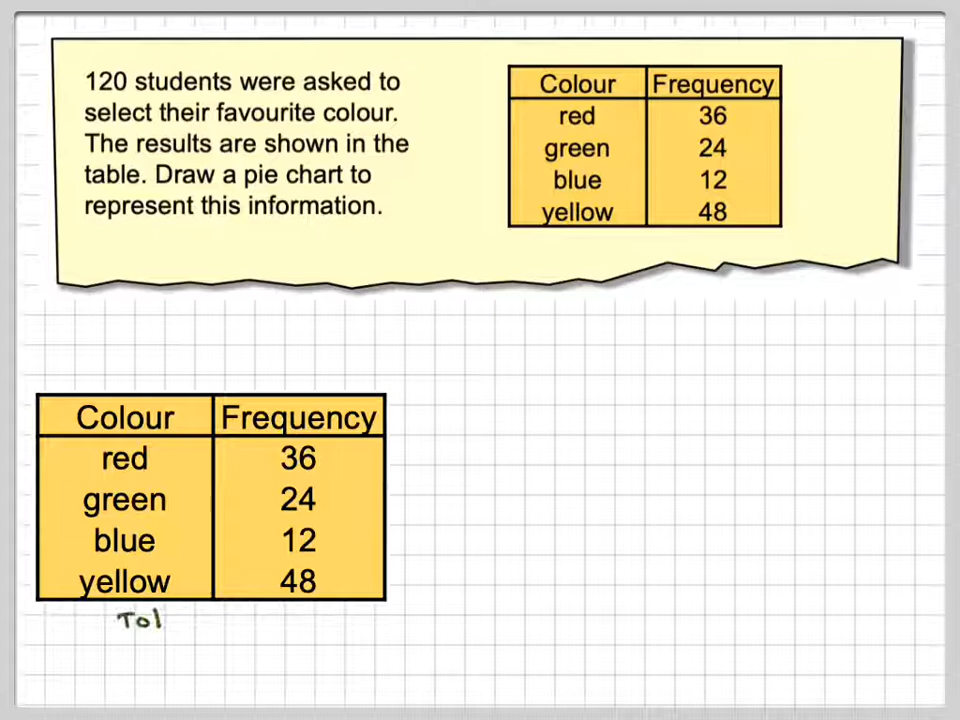 120 students were asked to
select their favourite colour.
The results are shown in the
table. Draw a pie chart to
represent this information.
Colour Frequency
red 36
green 24
blue 12
yellow 48
Colour Frequency
red 36
green 24
blue 12
yellow 48
Tol